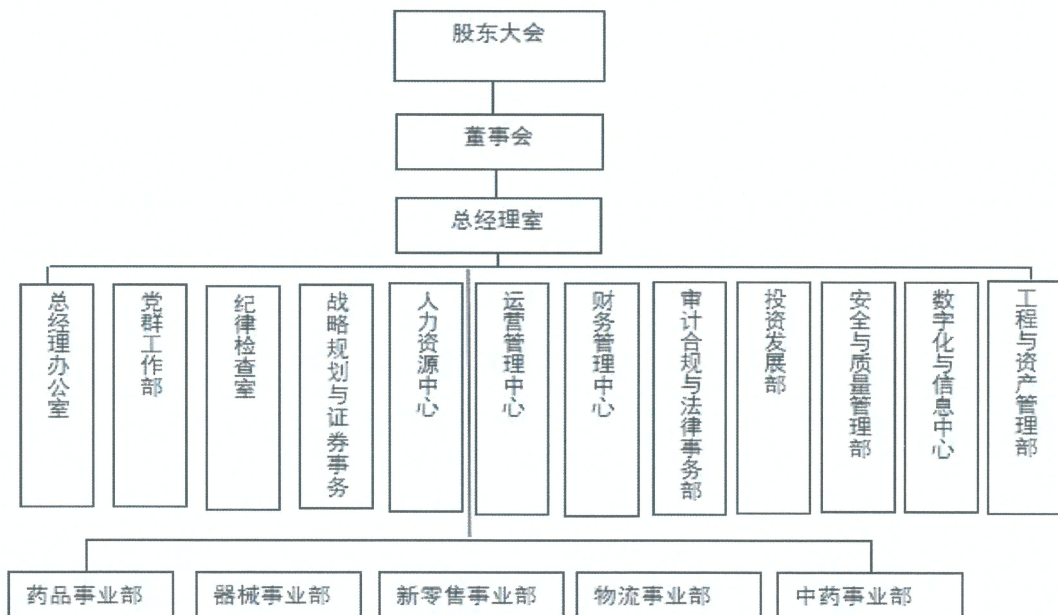 股东大会
董事会
总经理室
总经理办公室
党群工作部
纪律检查室
战略规划与证券事务
人力资源中心
运营管理中心
财务管理中心
审计合规与法律事务部
投资发展部
安全与质量管理部
数字化与信息中心
工程与资产管理部
药品事业部
器械事业部
新零售事业部
物流事业部
中药事业部